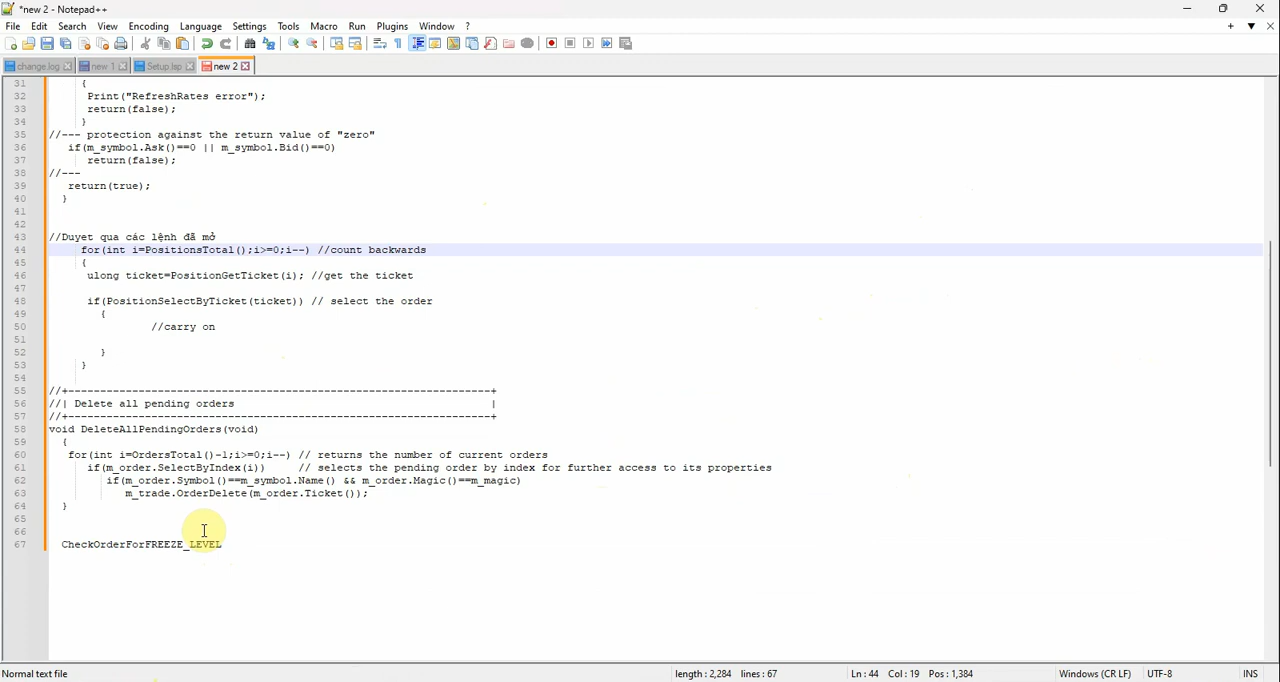 *new 2 - Notepad++
File Edit Search View Encoding Language Settings Tools Macro Run Plugins Window ?
change.log new 1 Setup.lsp new 2
31 {
32 Print("RefreshRates error");
33 return(false);
34 }
35 //--- protection against the return value of "zero"
36 if(m_symbol.Ask()==0 || m_symbol.Bid()==0)
37 return(false);
38 //---
39 return(true);
40 }
41
42
43 //Duyet qua các lệnh đã mở
44 for(int i=PositionsTotal();i>=0;i--) //count backwards
45 {
46 ulong ticket=PositionGetTicket(i); //get the ticket
47
48 if(PositionSelectByTicket(ticket)) // select the order
49 {
50 //carry on
51
52 }
53 }
54
55 //+------------------------------------------------------------------+
56 //| Delete all pending orders |
57 //+------------------------------------------------------------------+
58 void DeleteAllPendingOrders(void)
59 {
60 for(int i=OrdersTotal()-1;i>=0;i--) // returns the number of current orders
61 if(m_order.SelectByIndex(i)) // selects the pending order by index for further access to its properties
62 if(m_order.Symbol()==m_symbol.Name() && m_order.Magic()==m_magic)
63 m_trade.OrderDelete(m_order.Ticket());
64 }
65
66
67 CheckOrderForFREEZE_LEVEL
Normal text file length : 2,284 lines : 67 Ln : 44 Col : 19 Pos : 1,384 Windows (CR LF) UTF-8 INS